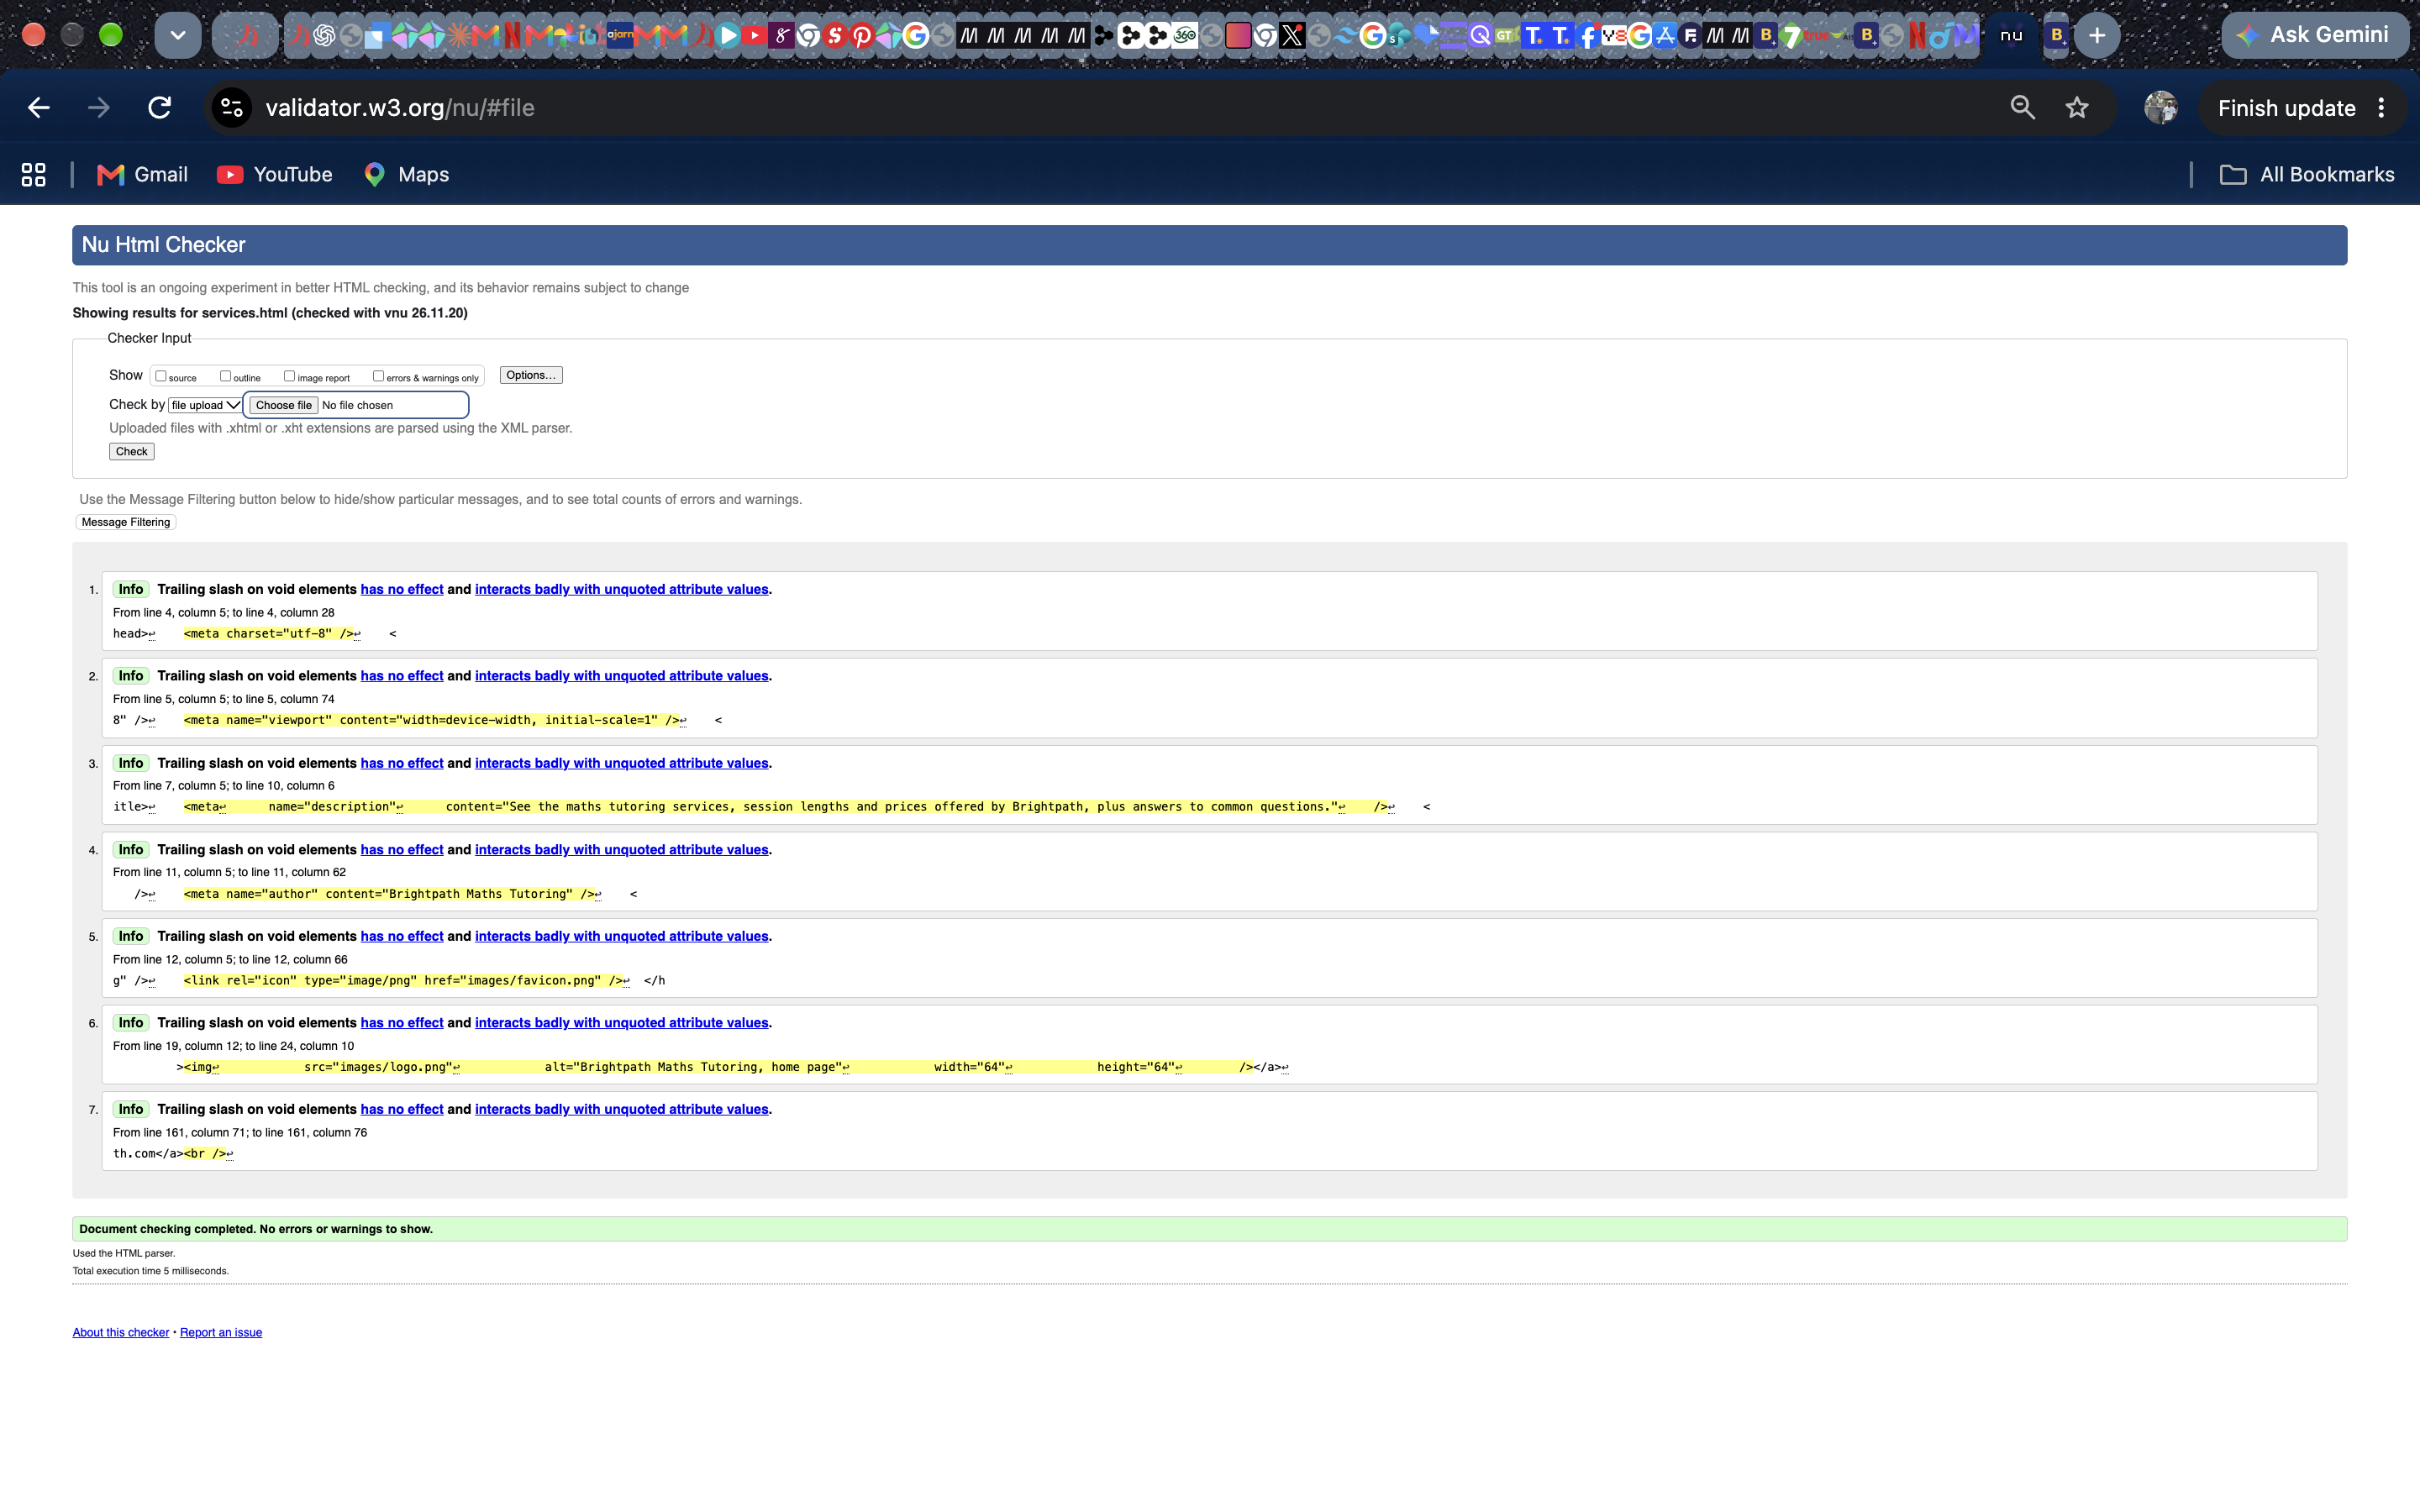 ajarn
360
GT
T.
T.
B.
true
AIS
B.
nu
B.
Ask Gemini
validator.w3.org/nu/#file
Finish update
Gmail
YouTube
Maps
All Bookmarks
Nu Html Checker
This tool is an ongoing experiment in better HTML checking, and its behavior remains subject to change
Showing results for services.html (checked with vnu 26.11.20)
Checker Input
Show source outline image report errors & warnings only Options…
Check by file upload Choose file No file chosen
Uploaded files with .xhtml or .xht extensions are parsed using the XML parser.
Check
Use the Message Filtering button below to hide/show particular messages, and to see total counts of errors and warnings.
Message Filtering
1. Info Trailing slash on void elements has no effect and interacts badly with unquoted attribute values.
From line 4, column 5; to line 4, column 28
head>↩ <meta charset="utf-8" />↩ <
2. Info Trailing slash on void elements has no effect and interacts badly with unquoted attribute values.
From line 5, column 5; to line 5, column 74
8" />↩ <meta name="viewport" content="width=device-width, initial-scale=1" />↩ <
3. Info Trailing slash on void elements has no effect and interacts badly with unquoted attribute values.
From line 7, column 5; to line 10, column 6
itle>↩ <meta↩ name="description"↩ content="See the maths tutoring services, session lengths and prices offered by Brightpath, plus answers to common questions."↩ />↩ <
4. Info Trailing slash on void elements has no effect and interacts badly with unquoted attribute values.
From line 11, column 5; to line 11, column 62
/>↩ <meta name="author" content="Brightpath Maths Tutoring" />↩ <
5. Info Trailing slash on void elements has no effect and interacts badly with unquoted attribute values.
From line 12, column 5; to line 12, column 66
g" />↩ <link rel="icon" type="image/png" href="images/favicon.png" />↩ </h
6. Info Trailing slash on void elements has no effect and interacts badly with unquoted attribute values.
From line 19, column 12; to line 24, column 10
><img↩ src="images/logo.png"↩ alt="Brightpath Maths Tutoring, home page"↩ width="64"↩ height="64"↩ /></a>↩
7. Info Trailing slash on void elements has no effect and interacts badly with unquoted attribute values.
From line 161, column 71; to line 161, column 76
th.com</a><br />↩
Document checking completed. No errors or warnings to show.
Used the HTML parser.
Total execution time 5 milliseconds.
About this checker • Report an issue